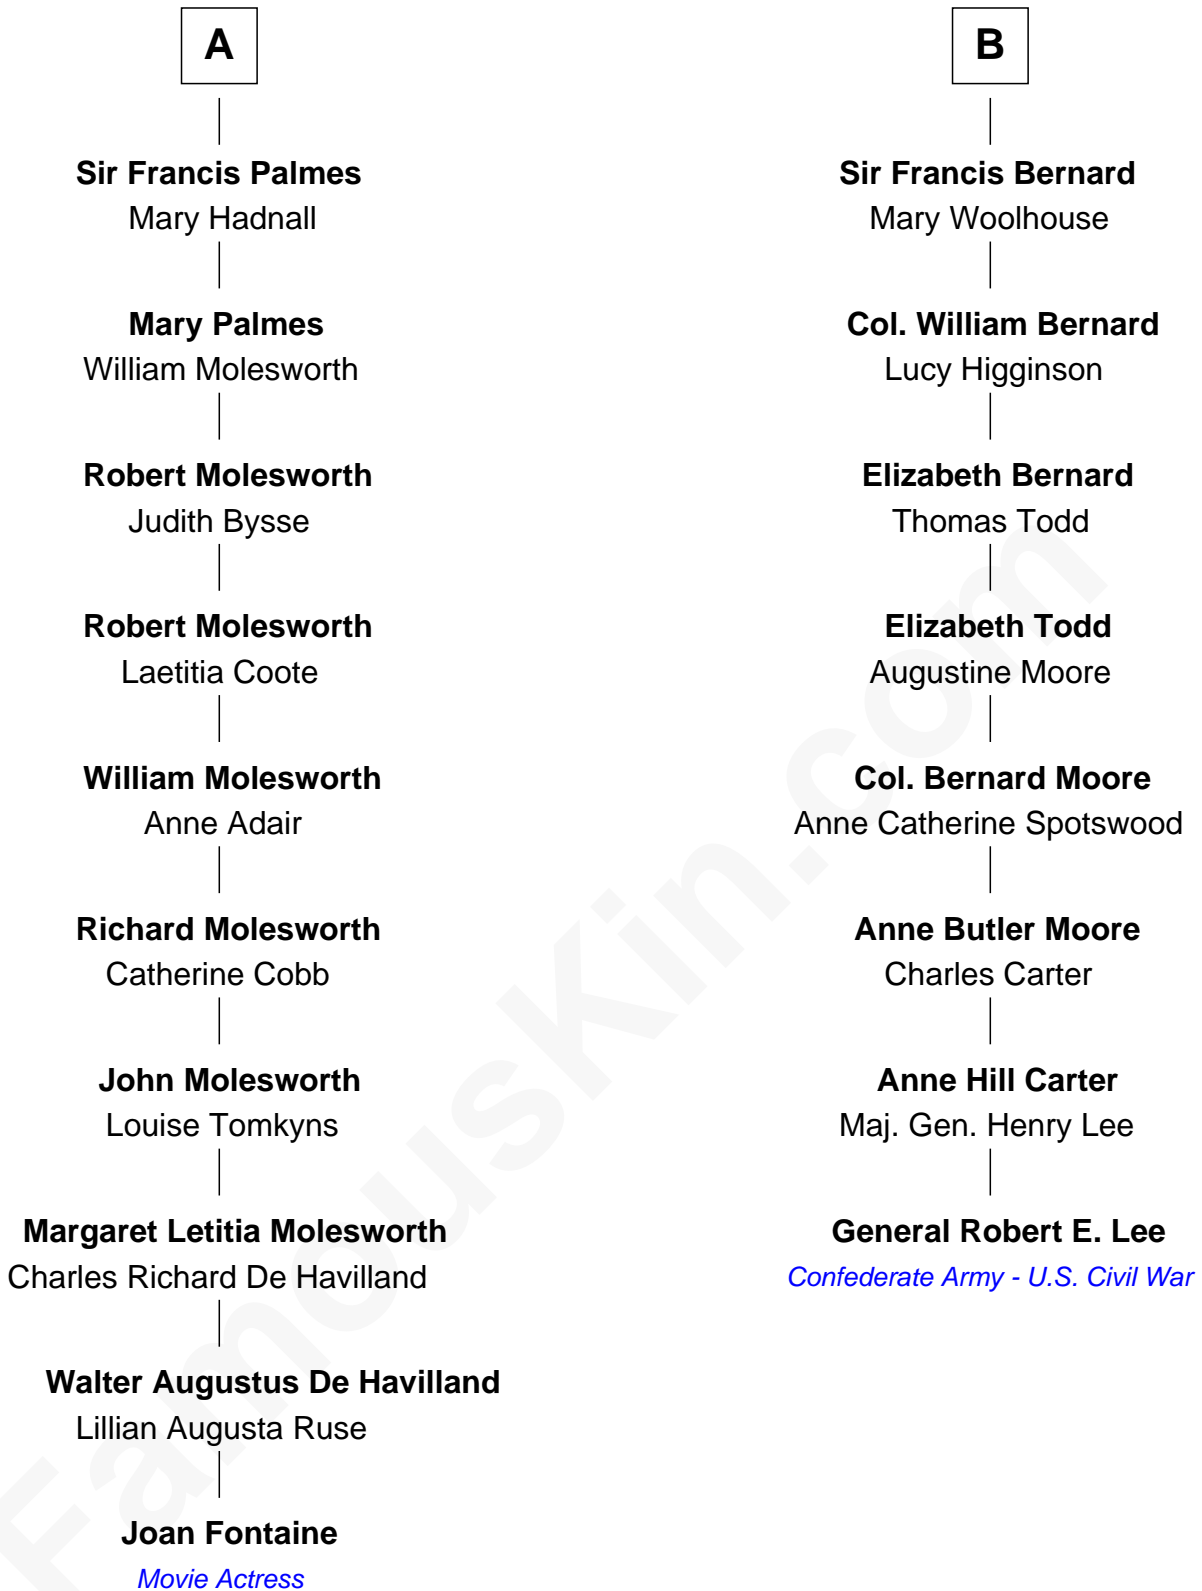 A
Sir Francis Palmes
Mary Hadnall
Mary Palmes
William Molesworth
Robert Molesworth
Judith Bysse
Robert Molesworth
Laetitia Coote
William Molesworth
Anne Adair
Richard Molesworth
Catherine Cobb
John Molesworth
Louise Tomkyns
Margaret Letitia Molesworth
Charles Richard De Havilland
Walter Augustus De Havilland
Lillian Augusta Ruse
Joan Fontaine
Movie Actress
B
Sir Francis Bernard
Mary Woolhouse
Col. William Bernard
Lucy Higginson
Elizabeth Bernard
Thomas Todd
Elizabeth Todd
Augustine Moore
Col. Bernard Moore
Anne Catherine Spotswood
Anne Butler Moore
Charles Carter
Anne Hill Carter
Maj. Gen. Henry Lee
General Robert E. Lee
Confederate Army - U.S. Civil War
FamousKin.com